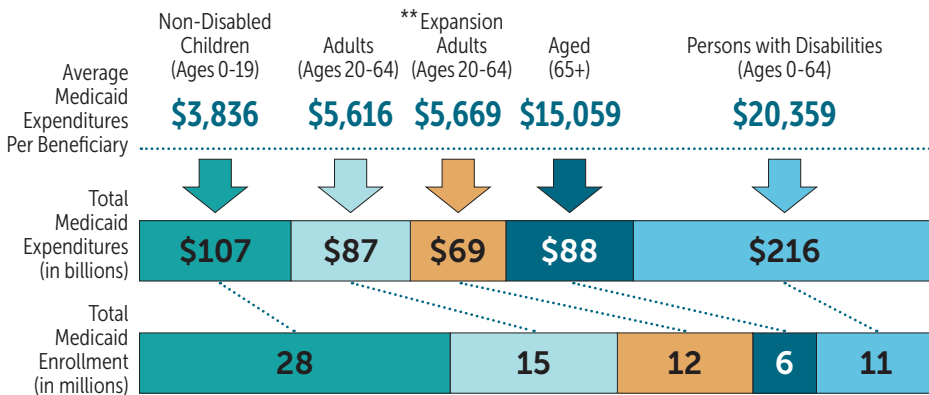 Non-Disabled
Children
(Ages 0-19)
Adults
(Ages 20-64)
**Expansion
Adults
(Ages 20-64)
Aged
(65+)
Persons with Disabilities
(Ages 0-64)
Average
Medicaid
Expenditures
Per Beneficiary
$3,836
$5,616
$5,669
$15,059
$20,359
Total
Medicaid
Expenditures
(in billions)
$107
$87
$69
$88
$216
Total
Medicaid
Enrollment
(in millions)
28
15
12
6
11